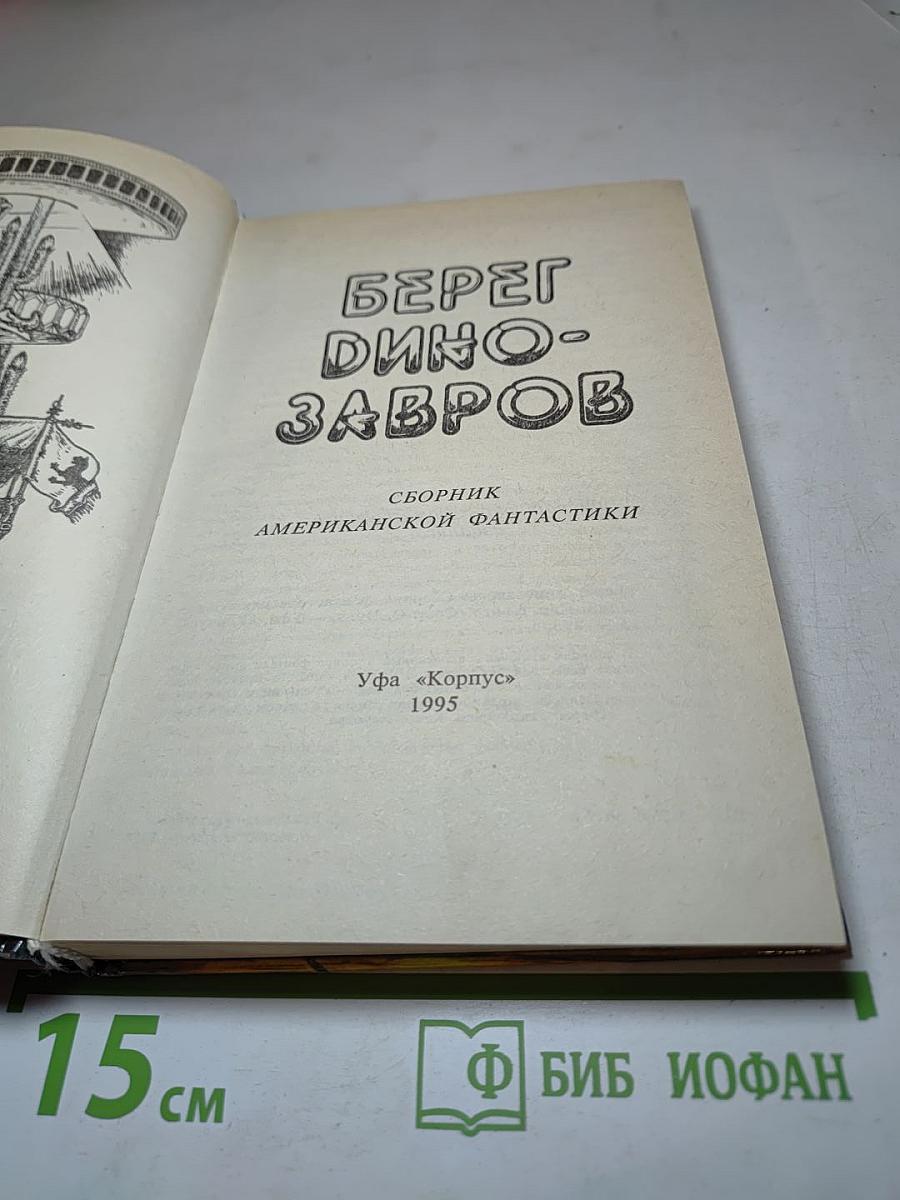 БЕРЕГ
ДИНО-
ЗАВРОВ
СБОРНИК
АМЕРИКАНСКОЙ ФАНТАСТИКИ
Уфа «Корпус»
1995
15 см
Ф БИБ ИОФАН